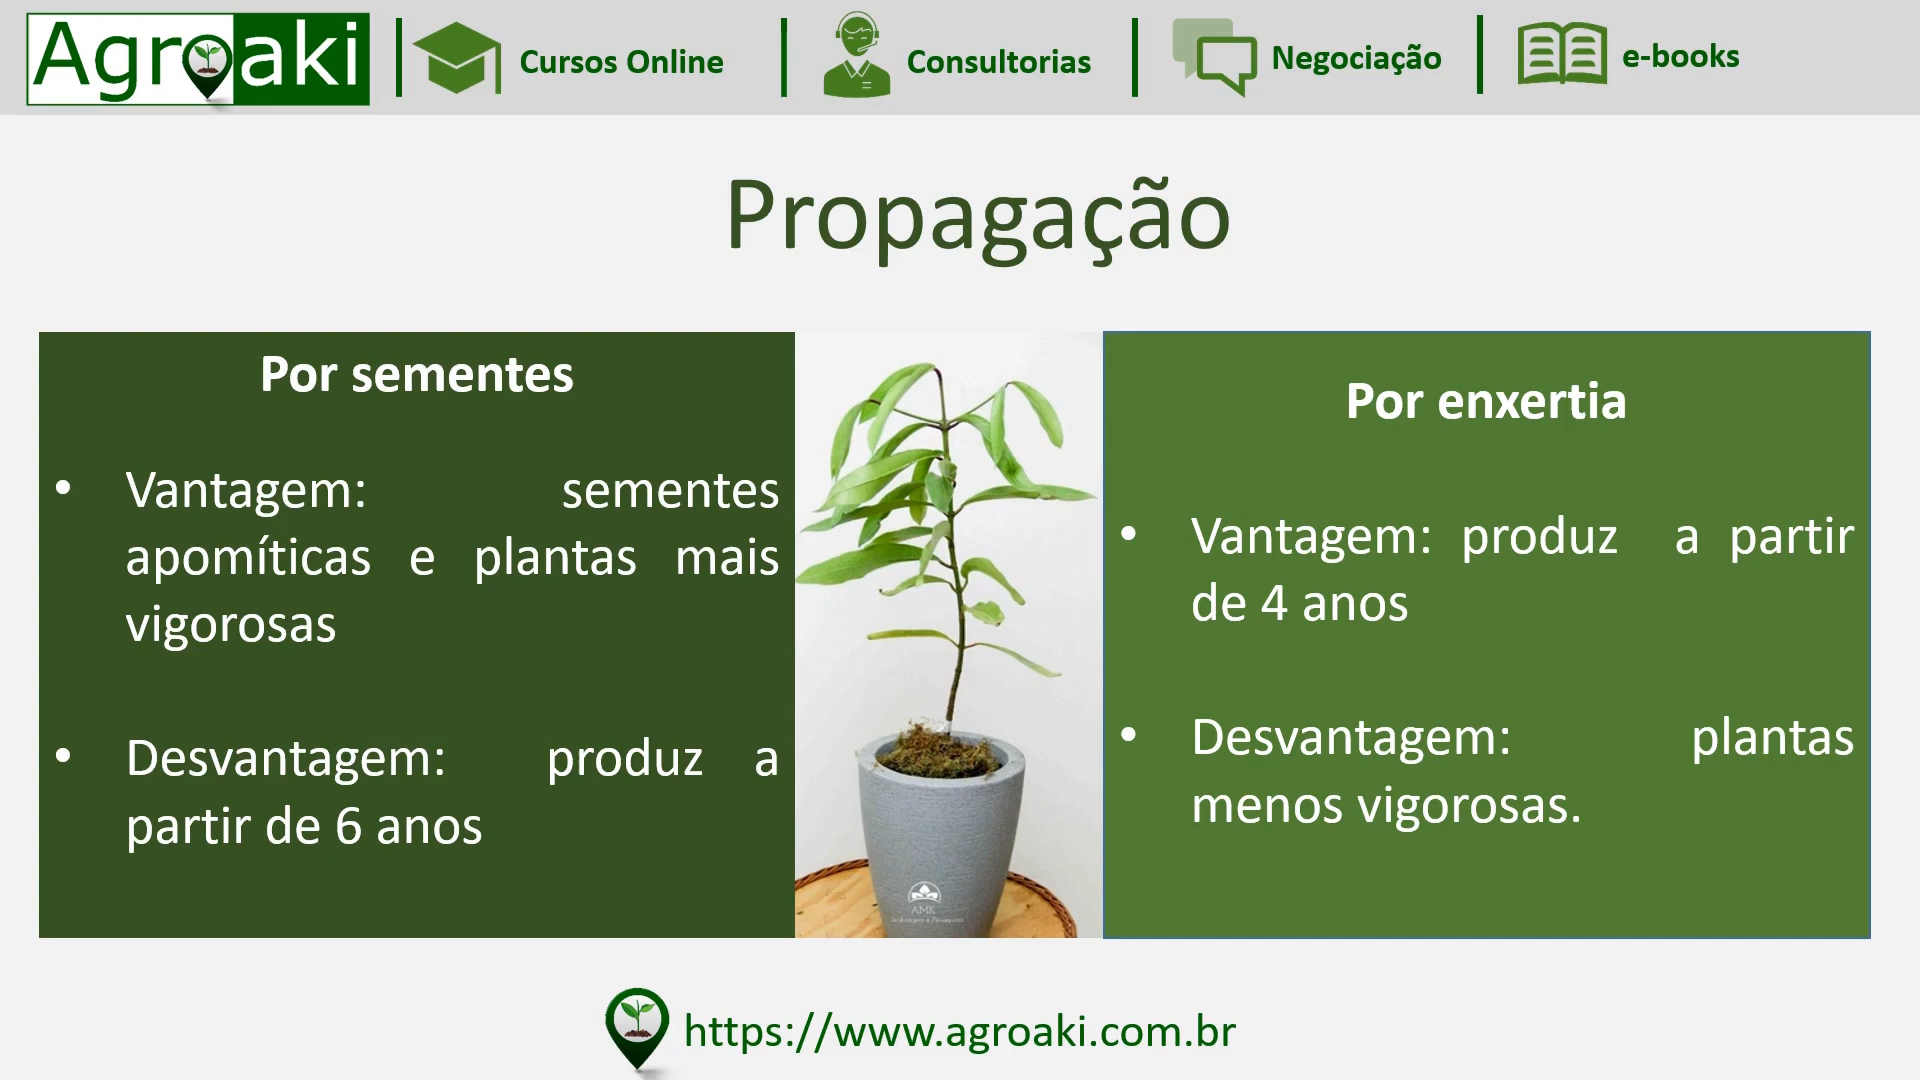 Agroaki
Cursos Online
Consultorias
Negociação
e-books
Propagação
Por sementes
• Vantagem: sementes
apomíticas e plantas mais
vigorosas
• Desvantagem: produz a
partir de 6 anos
AMK
Por enxertia
• Vantagem: produz a partir
de 4 anos
• Desvantagem: plantas
menos vigorosas.
https://www.agroaki.com.br